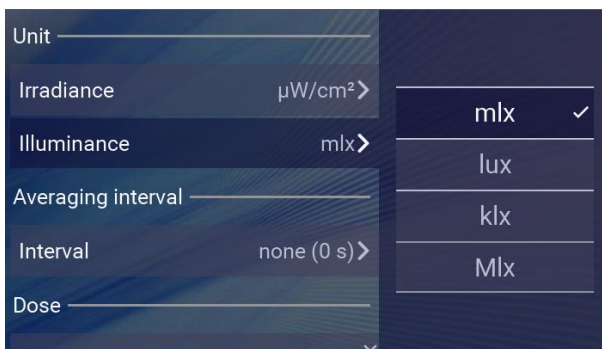 Unit
Irradiance µW/cm²
Illuminance mlx
Averaging interval
Interval none (0 s)
Dose
mlx
lux
klx
Mlx